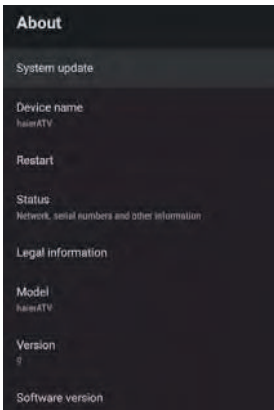 About
System update
Device name
haierATV
Restart
Status
Network, serial numbers and other information
Legal information
Model
haierATV
Version
9
Software version